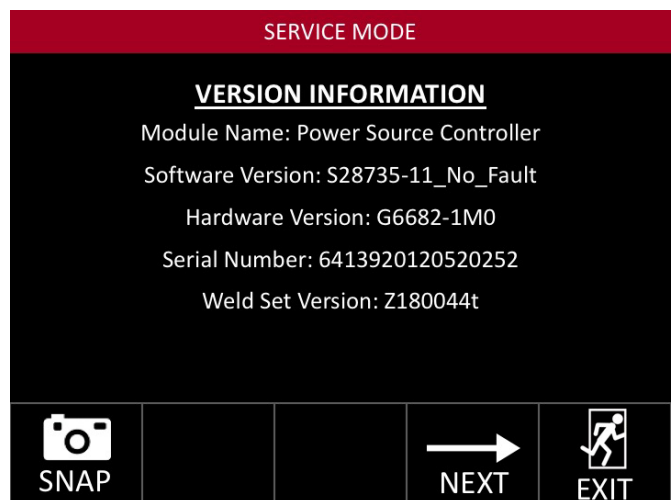 SERVICE MODE
VERSION INFORMATION
Module Name: Power Source Controller
Software Version: S28735-11_No_Fault
Hardware Version: G6682-1M0
Serial Number: 6413920120520252
Weld Set Version: Z180044t
SNAP
NEXT
EXIT